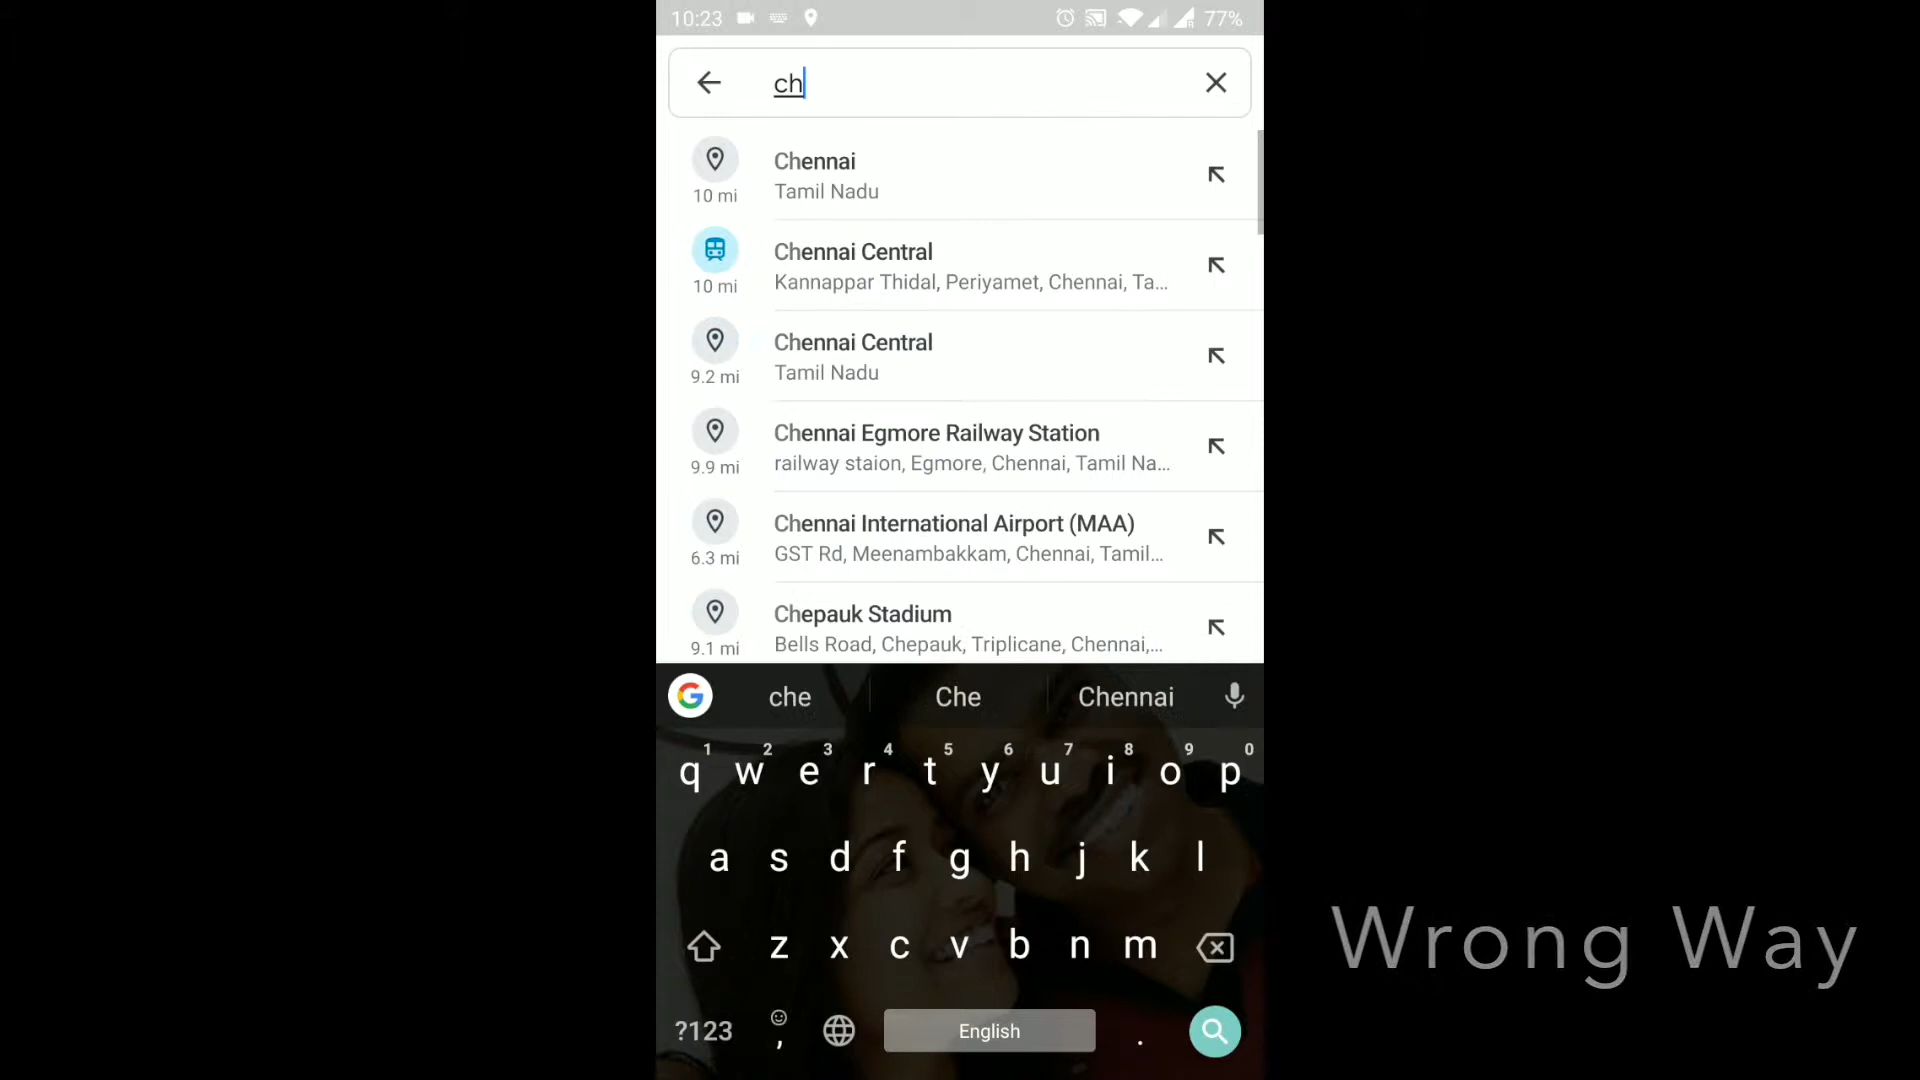 10:23 77%
ch
Chennai
10 mi Tamil Nadu
Chennai Central
10 mi Kannappar Thidal, Periyamet, Chennai, Ta...
Chennai Central
9.2 mi Tamil Nadu
Chennai Egmore Railway Station
9.9 mi railway staion, Egmore, Chennai, Tamil Na...
Chennai International Airport (MAA)
6.3 mi GST Rd, Meenambakkam, Chennai, Tamil...
Chepauk Stadium
9.1 mi Bells Road, Chepauk, Triplicane, Chennai,...
G che Che Chennai
1 2 3 4 5 6 7 8 9 0
q w e r t y u i o p
a s d f g h j k l
z x c v b n m
?123 , English .
Wrong Way